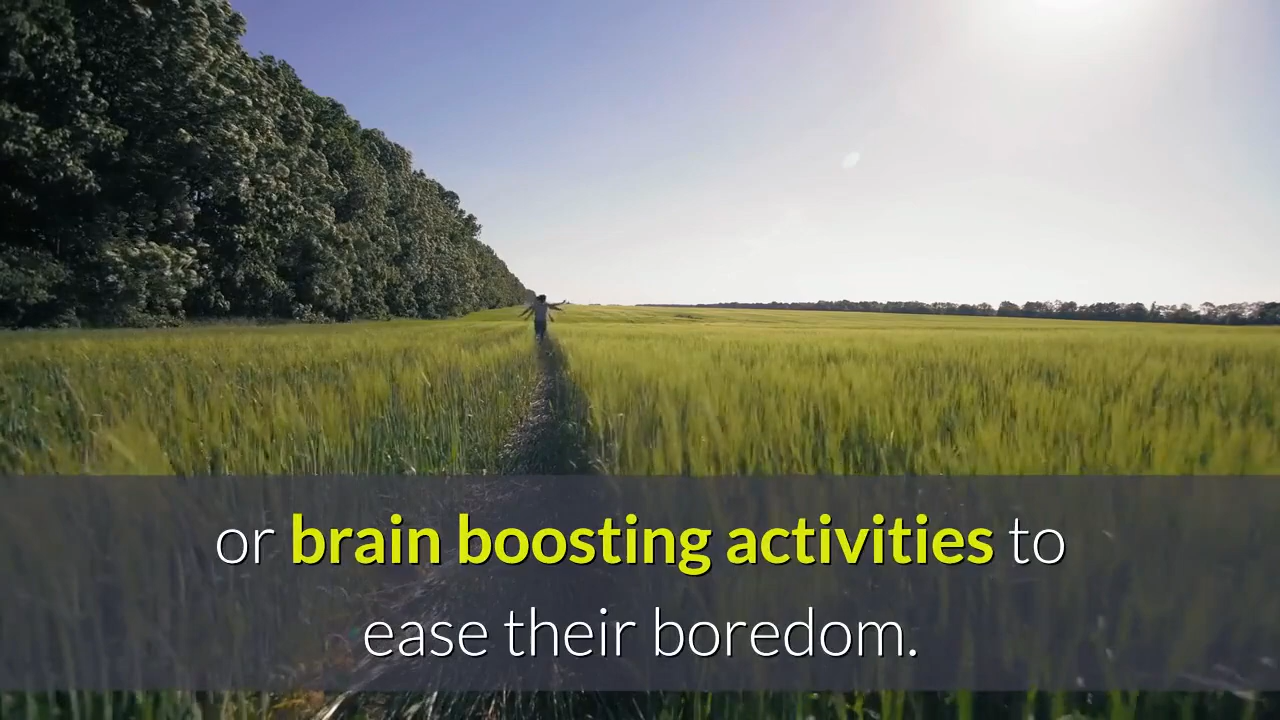 or brain boosting activities to
ease their boredom.